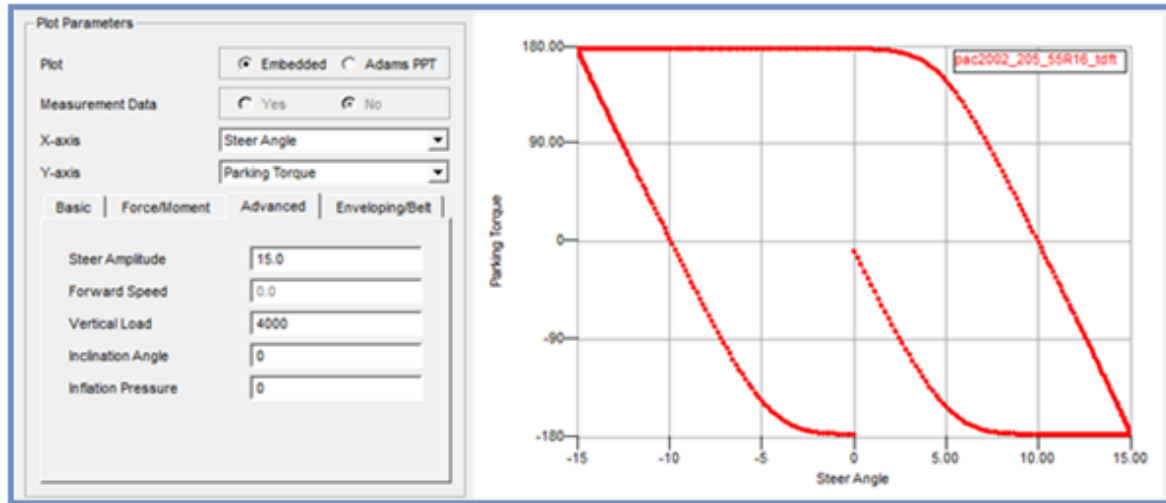 Plot Parameters
Plot
Embedded Adams PPT
Measurement Data
Yes No
X-axis
Steer Angle
Y-axis
Parking Torque
Basic Force/Moment Advanced Enveloping/Belt
Steer Amplitude 15.0
Forward Speed 0.0
Vertical Load 4000
Inclination Angle 0
Inflation Pressure 0
180.00
90.00
0
-90
-180
Parking Torque
pac2002_205_55R16_tdft
-15 -10 -5 0 5.00 10.00 15.00
Steer Angle